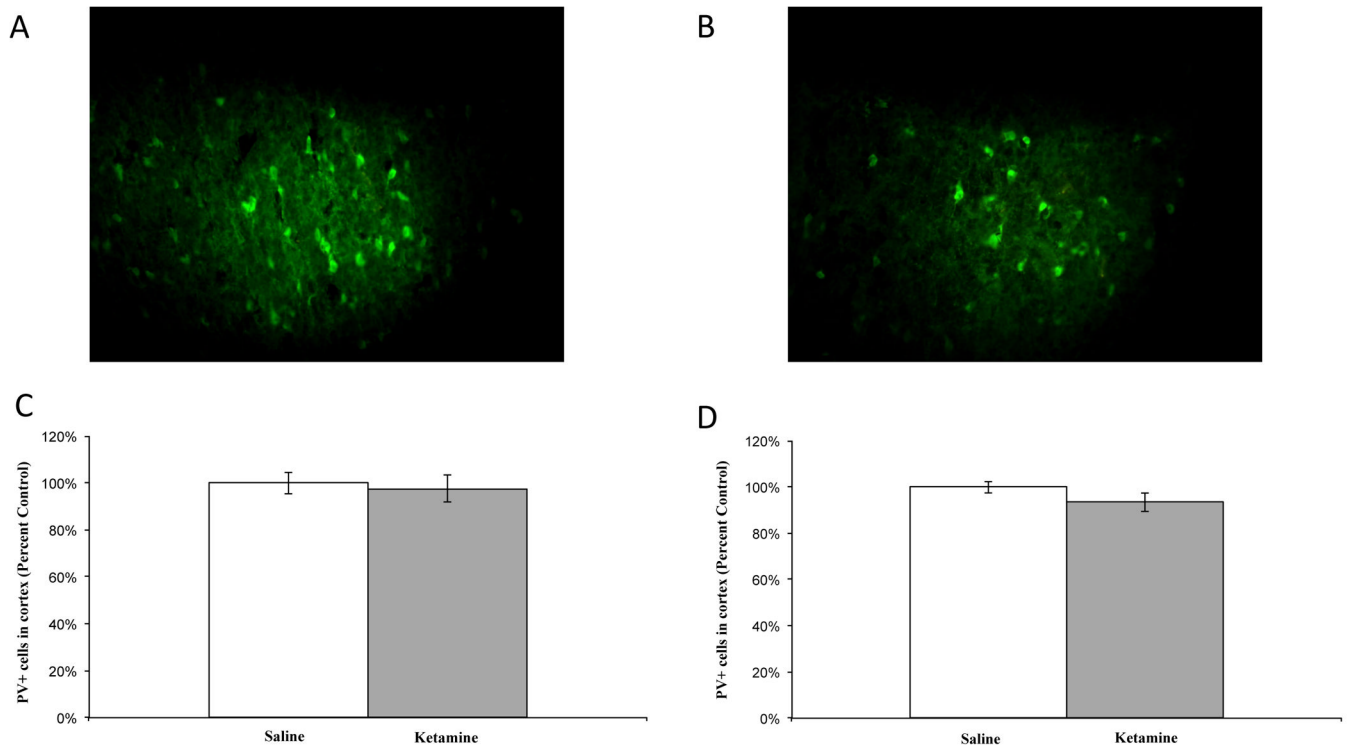 A
B
C
PV+ cells in cortex (Percent Control)
120%
100%
80%
60%
40%
20%
0%
Saline Ketamine
D
PV+ cells in cortex (Percent Control)
120%
100%
80%
60%
40%
20%
0%
Saline Ketamine